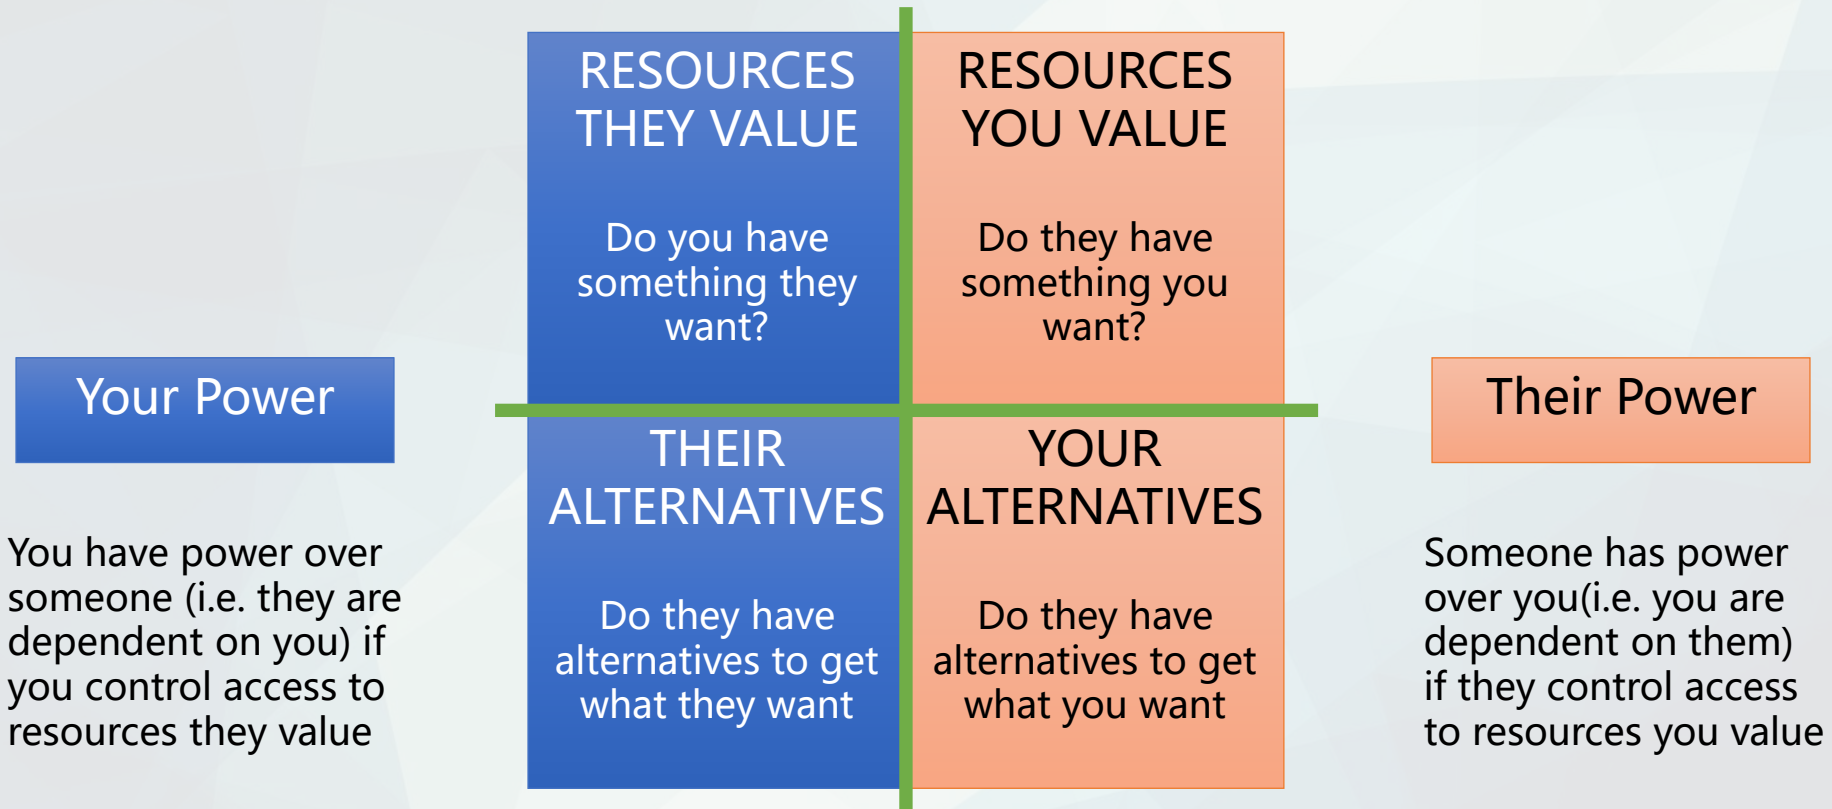 RESOURCES
THEY VALUE
Do you have
something they
want?
RESOURCES
YOU VALUE
Do they have
something you
want?
Your Power
You have power over
someone (i.e. they are
dependent on you) if
you control access to
resources they value
THEIR
ALTERNATIVES
Do they have
alternatives to get
what they want
YOUR
ALTERNATIVES
Do they have
alternatives to get
what you want
Their Power
Someone has power
over you(i.e. you are
dependent on them)
if they control access
to resources you value